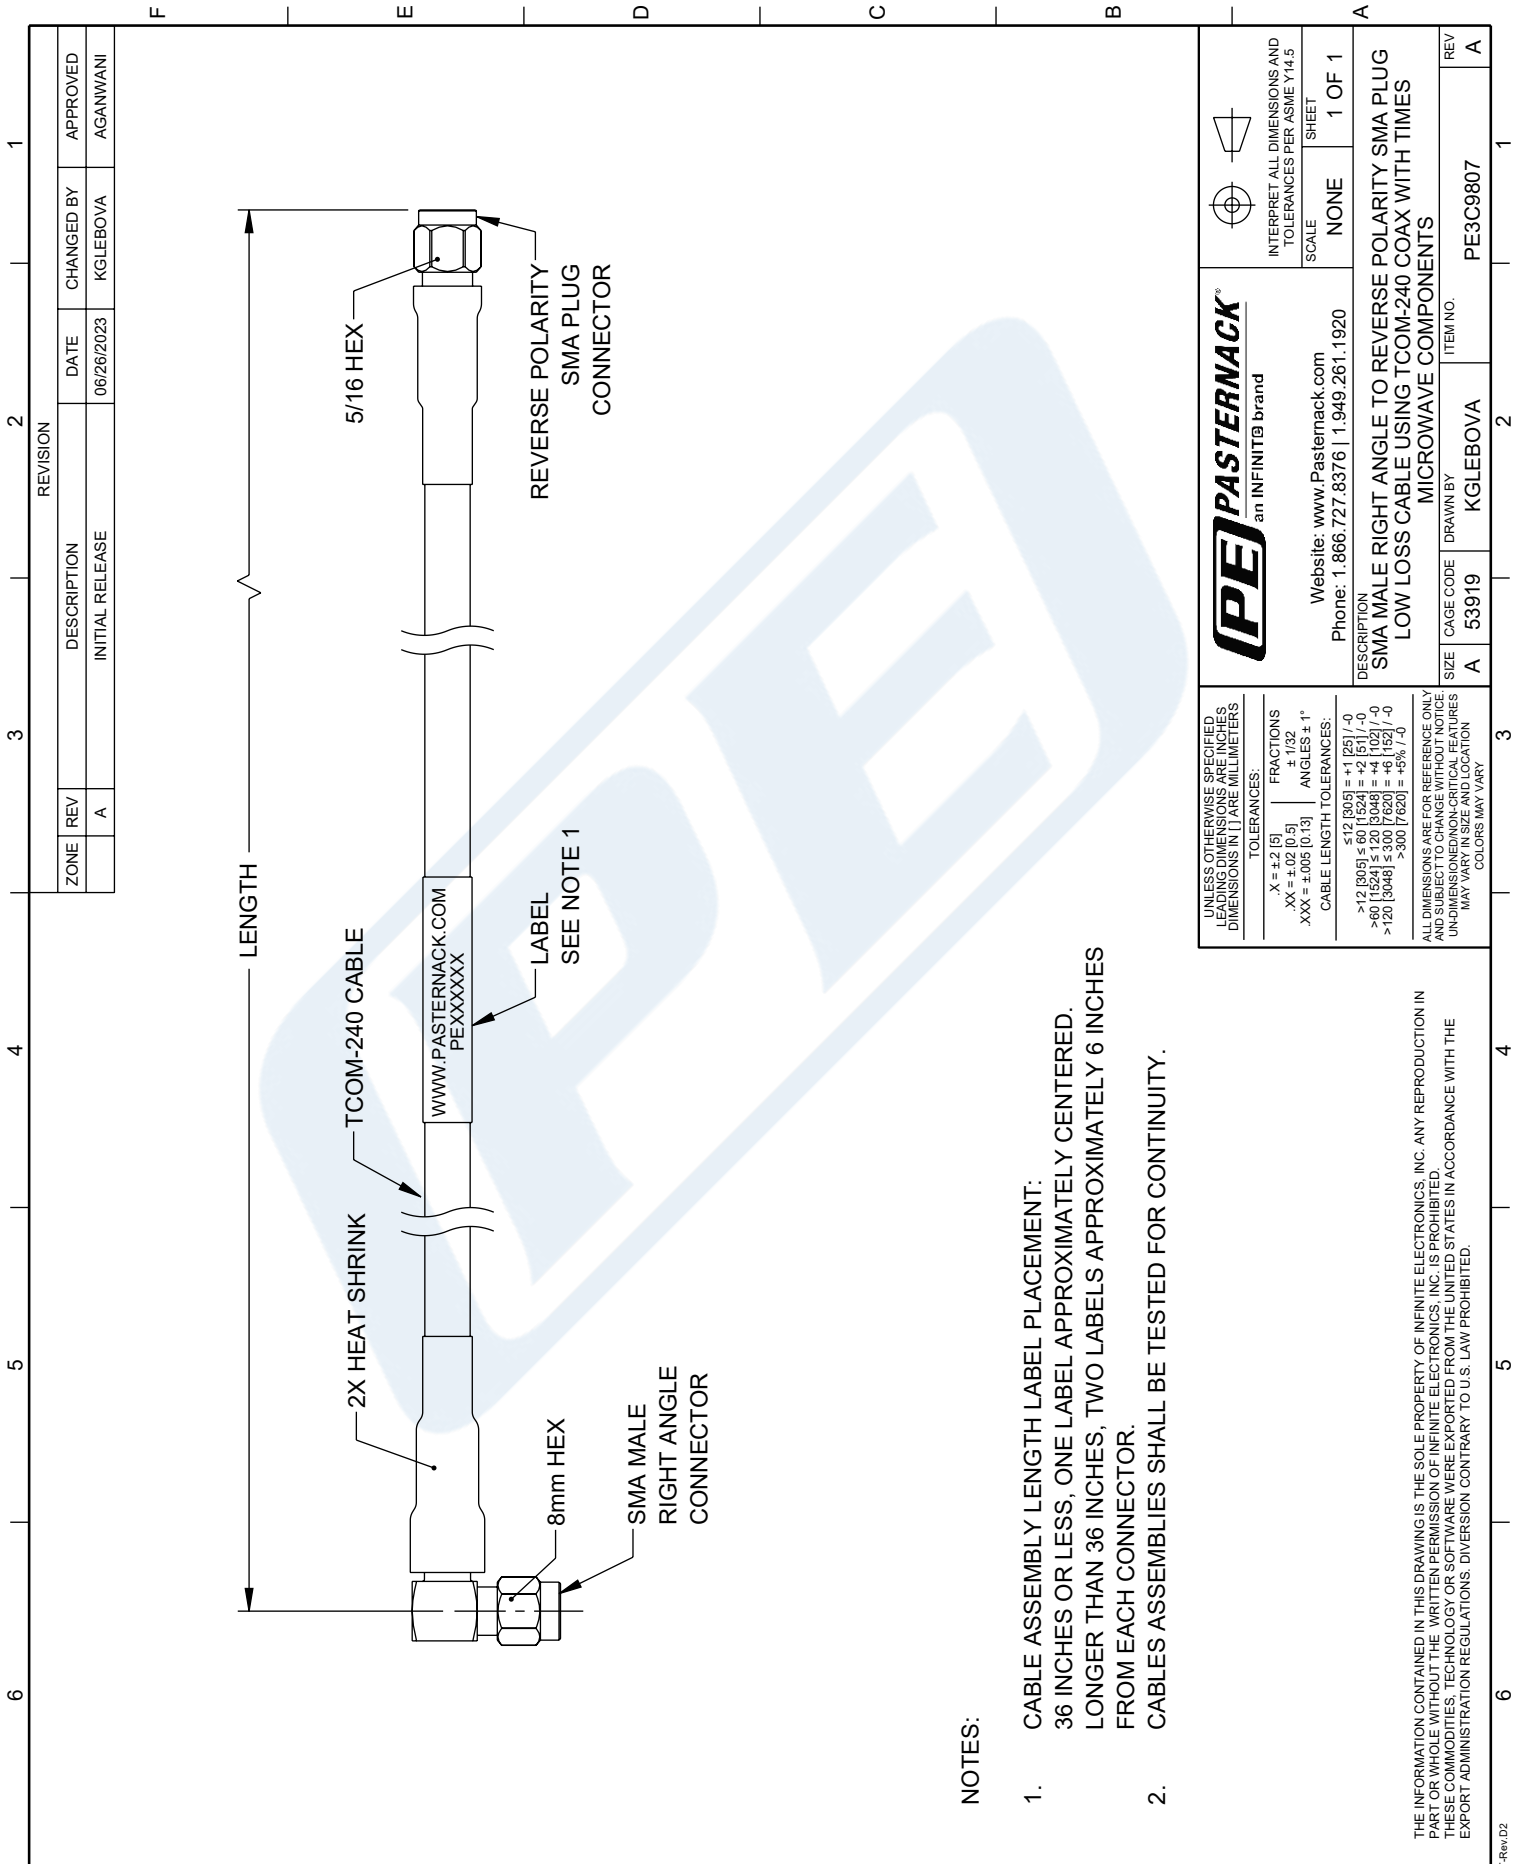 6
5
4
3
2
1
F
E
D
C
B
A
REVISION
ZONE
REV
DESCRIPTION
DATE
CHANGED BY
APPROVED
A
INITIAL RELEASE
06/26/2023
KGLEBOVA
AGANWANI
LENGTH
2X HEAT SHRINK
TCOM-240 CABLE
5/16 HEX
WWW.PASTERNACK.COM
PEXXXXXX
8mm HEX
SMA MALE
RIGHT ANGLE
CONNECTOR
LABEL
SEE NOTE 1
REVERSE POLARITY
SMA PLUG
CONNECTOR
NOTES:
1. CABLE ASSEMBLY LENGTH LABEL PLACEMENT:
36 INCHES OR LESS, ONE LABEL APPROXIMATELY CENTERED.
LONGER THAN 36 INCHES, TWO LABELS APPROXIMATELY 6 INCHES
FROM EACH CONNECTOR.
2. CABLES ASSEMBLIES SHALL BE TESTED FOR CONTINUITY.
THE INFORMATION CONTAINED IN THIS DRAWING IS THE SOLE PROPERTY OF INFINITE ELECTRONICS, INC. ANY REPRODUCTION IN
PART OR WHOLE WITHOUT THE WRITTEN PERMISSION OF INFINITE ELECTRONICS, INC. IS PROHIBITED.
THESE COMMODITIES, TECHNOLOGY OR SOFTWARE WERE EXPORTED FROM THE UNITED STATES IN ACCORDANCE WITH THE
EXPORT ADMINISTRATION REGULATIONS. DIVERSION CONTRARY TO U.S. LAW PROHIBITED.
UNLESS OTHERWISE SPECIFIED
LEADING DIMENSIONS ARE INCHES
DIMENSIONS IN [ ] ARE MILLIMETERS
TOLERANCES:
.X = ±.2 [5]
.XX = ±.02 [0.5]
.XXX = ±.005 [0.13]
FRACTIONS
± 1/32
ANGLES ± 1°
CABLE LENGTH TOLERANCES:
≤12 [305] = +1 [25] / -0
>12 [305] ≤ 60 [1524] = +2 [51] / -0
>60 [1524] ≤ 120 [3048] = +4 [102] / -0
>120 [3048] ≤ 300 [7620] = +6 [152] / -0
>300 [7620] = +5% / -0
ALL DIMENSIONS ARE FOR REFERENCE ONLY
AND SUBJECT TO CHANGE WITHOUT NOTICE.
UN-DIMENSIONED/NON-CRITICAL FEATURES
MAY VARY IN SIZE AND LOCATION
COLORS MAY VARY
PE PASTERNACK®
an INFINITE brand
Website: www.Pasternack.com
Phone: 1.866.727.8376 | 1.949.261.1920
INTERPRET ALL DIMENSIONS AND
TOLERANCES PER ASME Y14.5
SCALE
NONE
SHEET
1 OF 1
DESCRIPTION
SMA MALE RIGHT ANGLE TO REVERSE POLARITY SMA PLUG
LOW LOSS CABLE USING TCOM-240 COAX WITH TIMES
MICROWAVE COMPONENTS
SIZE
A
CAGE CODE
53919
DRAWN BY
KGLEBOVA
ITEM NO.
PE3C9807
REV
A
6
5
4
3
2
1
-Rev.D2
PE